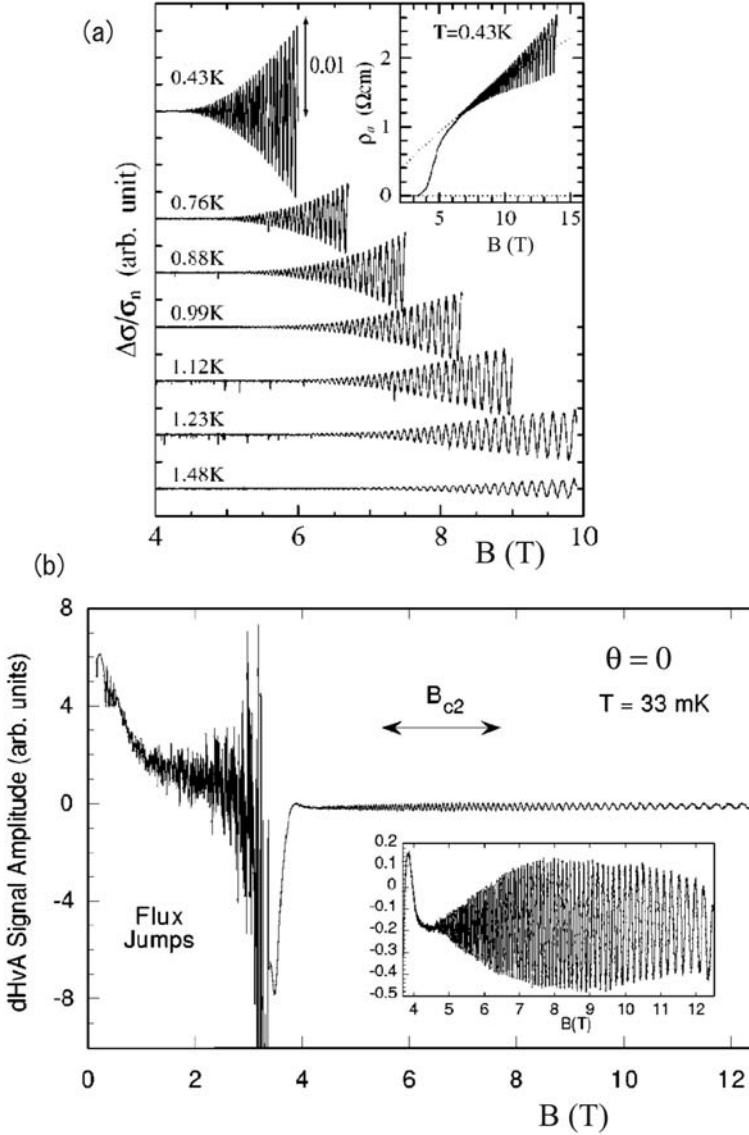 (a)
0.43K
0.01
0.76K
0.88K
0.99K
1.12K
1.23K
1.48K
Δσ/σn (arb. unit)
4 6 8 10
B (T)
T=0.43K
ρa (Ωcm)
2
1
0
5 10 15
B (T)
(b)
8
4
0
-4
-8
dHvA Signal Amplitude (arb. units)
θ = 0
T = 33 mK
Bc2
Flux
Jumps
0.2
0.1
0
-0.1
-0.2
-0.3
-0.4
-0.5
4 5 6 7 8 9 10 11 12
B(T)
0 2 4 6 8 10 12
B (T)